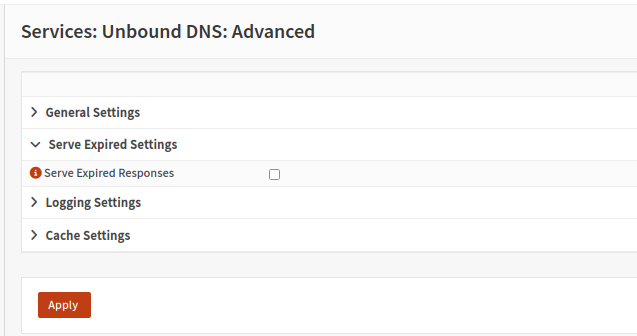 Services: Unbound DNS: Advanced
General Settings
Serve Expired Settings
Serve Expired Responses
Logging Settings
Cache Settings
Apply